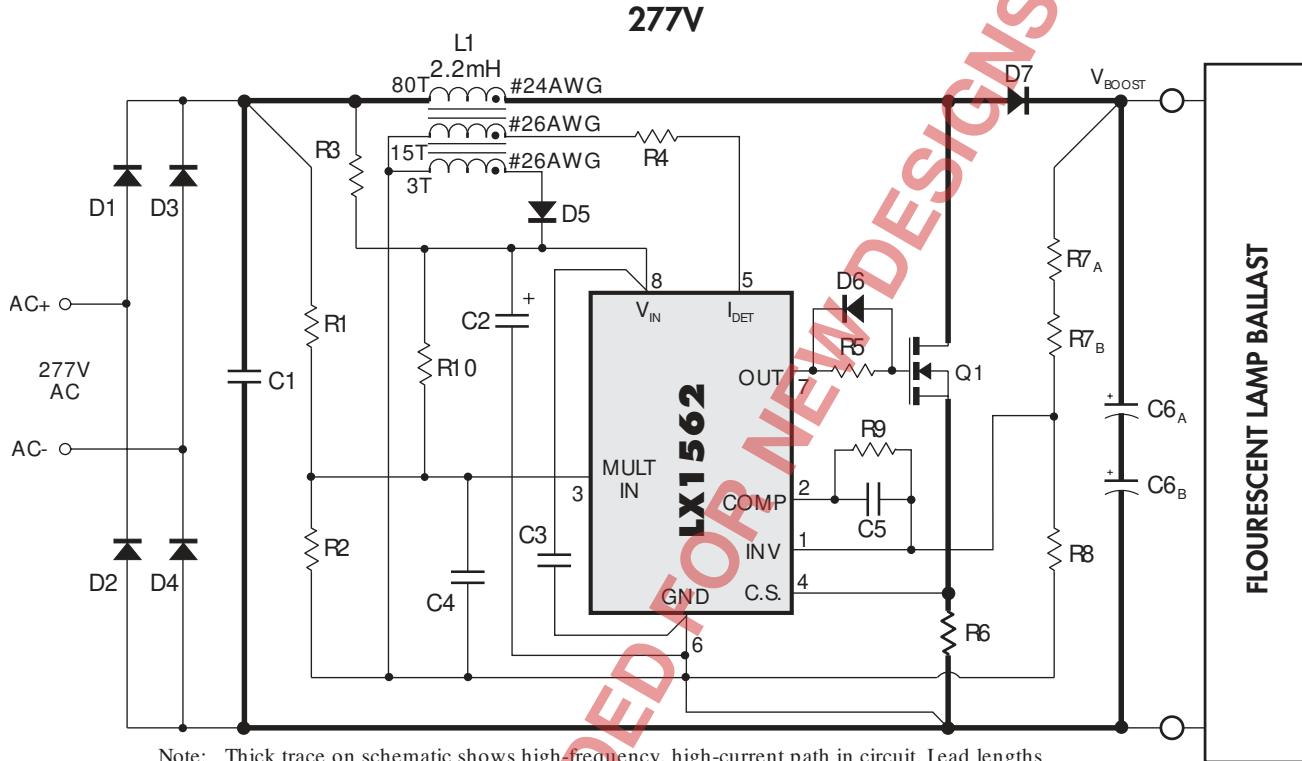 277V
L1
2.2mH
80T
#24AWG
#26AWG
15T
#26AWG
3T
R3
R4
D5
D7
VBOOST
D1
D3
AC+
277V
AC
AC-
D2
D4
C1
R1
R2
R10
C2
+
C3
C4
8
VIN
5
IDET
OUT
7
LX1562
MULT
IN
3
COMP
2
INV
1
C.S.
4
GND
6
D6
R5
Q1
R9
C5
R6
R7A
R7B
R8
+
C6A
+
C6B
FLOURESCENT LAMP BALLAST
DED FOR NEW DESIGNS
Note: Thick trace on schematic shows high-frequency, high-current path in circuit. Lead lengths